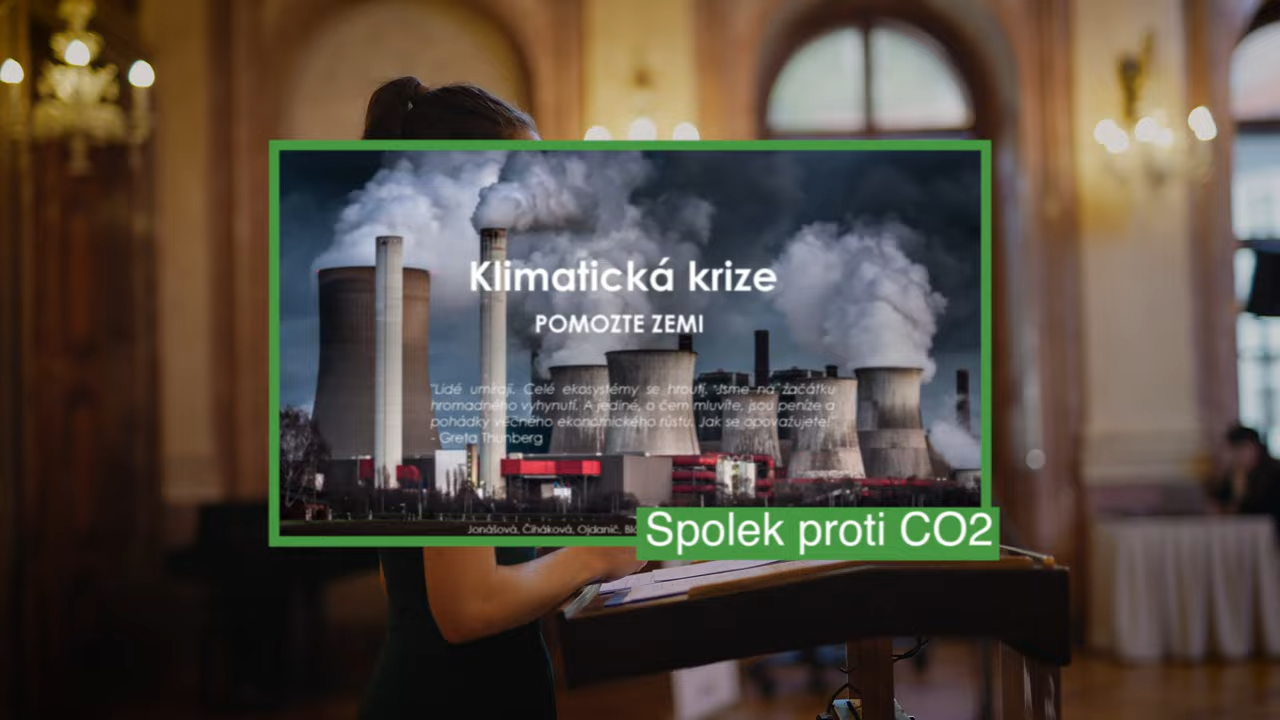 Klimatická krize
POMOZTE ZEMI
"Lidé umírají. Celé ekosystémy se hroutí. Jsme na začátku
hromadného vyhynutí. A jediné, o čem mluvíte, jsou peníze a
pohádky věčného ekonomického růstu. Jak se opovažujete!"
- Greta Thunberg
Jonášová, Čiháková, Ojdanič,
Spolek proti CO2